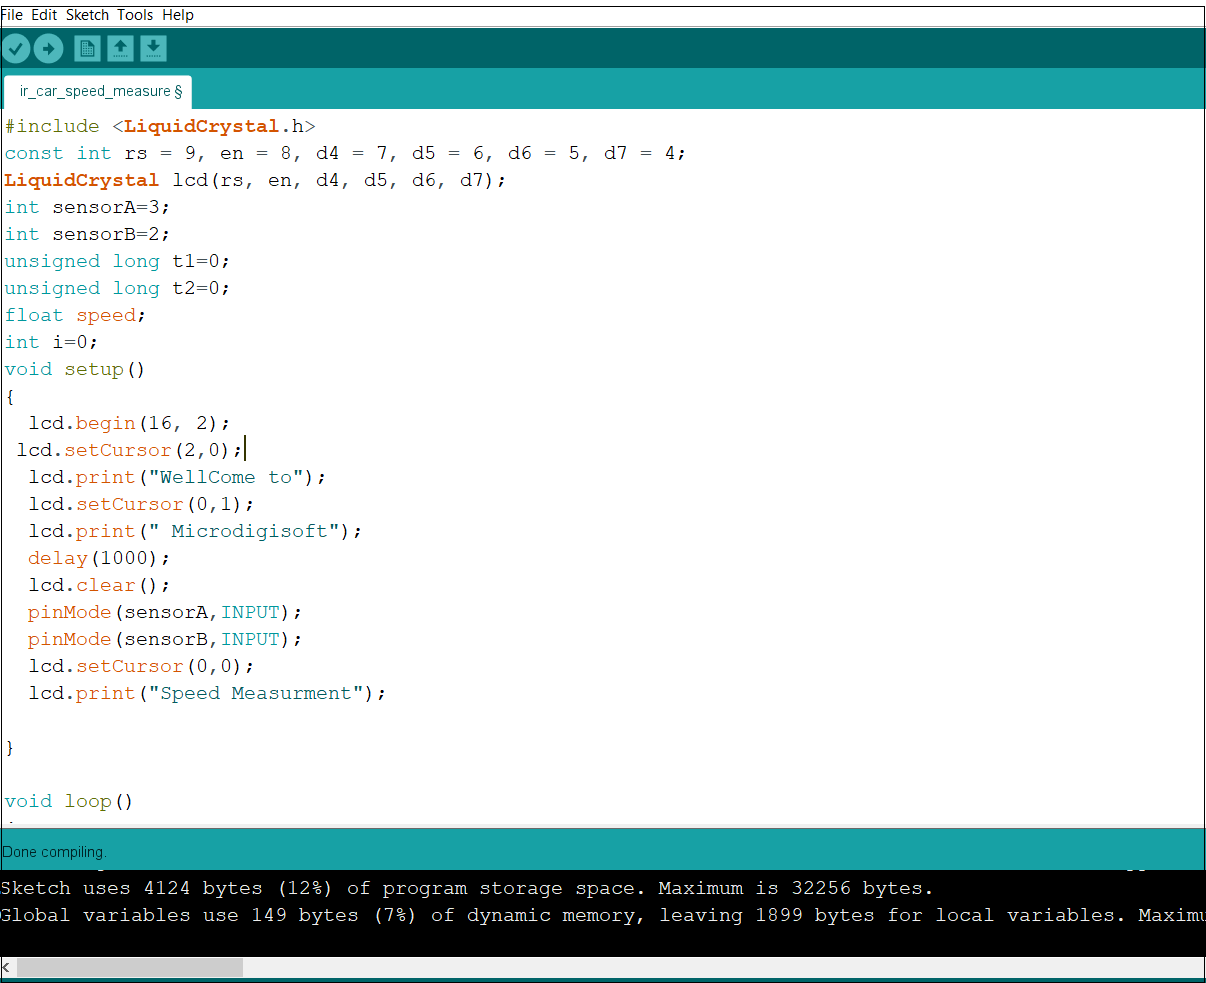 File Edit Sketch Tools Help
ir_car_speed_measure §
#include <LiquidCrystal.h>
const int rs = 9, en = 8, d4 = 7, d5 = 6, d6 = 5, d7 = 4;
LiquidCrystal lcd(rs, en, d4, d5, d6, d7);
int sensorA=3;
int sensorB=2;
unsigned long t1=0;
unsigned long t2=0;
float speed;
int i=0;
void setup()
{
  lcd.begin(16, 2);
 lcd.setCursor(2,0);
  lcd.print("WellCome to");
  lcd.setCursor(0,1);
  lcd.print(" Microdigisoft");
  delay(1000);
  lcd.clear();
  pinMode(sensorA,INPUT);
  pinMode(sensorB,INPUT);
  lcd.setCursor(0,0);
  lcd.print("Speed Measurment");
}
void loop()
Done compiling.
Sketch uses 4124 bytes (12%) of program storage space. Maximum is 32256 bytes.
Global variables use 149 bytes (7%) of dynamic memory, leaving 1899 bytes for local variables.